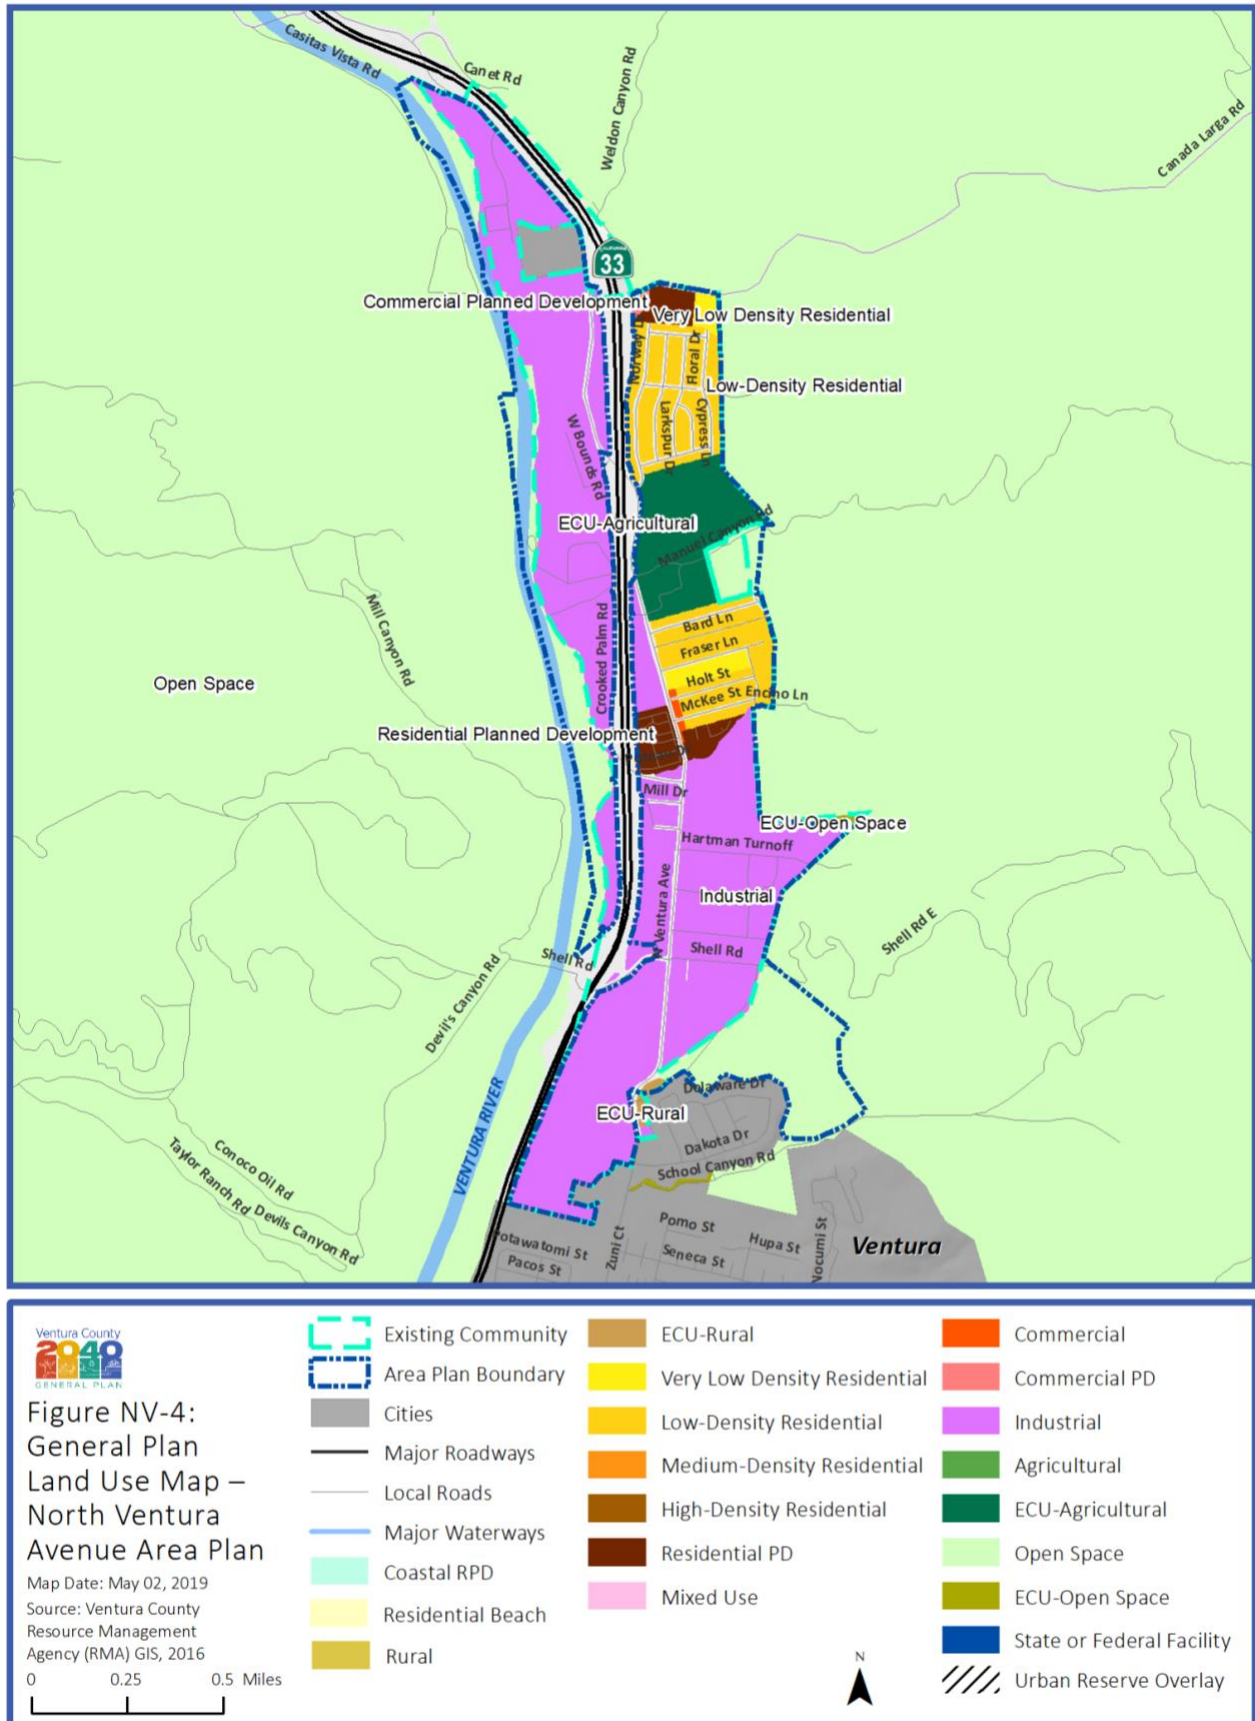 Casitas Vista Rd
Canet Rd
Weldon Canyon Rd
Canada Larga Rd
CALIFORNIA
33
Commercial Planned Development
Very Low Density Residential
Floral Dr
Low-Density Residential
Larkspur Dr
Cypress Ln
W Bounds Rd
ECU-Agricultural
Manuel Canyon Rd
Mill Canyon Rd
Crooked Palm Rd
Bard Ln
Fraser Ln
Holt St
McKee St
Encino Ln
Open Space
Residential Planned Development
Mill Dr
ECU-Open Space
Hartman Turnoff
N Ventura Ave
Industrial
Shell Rd E
Shell Rd
Shell Rd
Devil's Canyon Rd
VENTURA RIVER
ECU-Rural
Delaware Dr
Dakota Dr
School Canyon Rd
Conoco Oil Rd
Taylor Ranch Rd
Devils Canyon Rd
Zuni Ct
Pomo St
Hupa St
Nocumi St
Ventura
otawatomi St
Seneca St
Pacos St
Ventura County
2040
GENERAL PLAN
Figure NV-4:
General Plan
Land Use Map –
North Ventura
Avenue Area Plan
Map Date: May 02, 2019
Source: Ventura County
Resource Management
Agency (RMA) GIS, 2016
0 0.25 0.5 Miles
Existing Community
Area Plan Boundary
Cities
Major Roadways
Local Roads
Major Waterways
Coastal RPD
Residential Beach
Rural
ECU-Rural
Very Low Density Residential
Low-Density Residential
Medium-Density Residential
High-Density Residential
Residential PD
Mixed Use
Commercial
Commercial PD
Industrial
Agricultural
ECU-Agricultural
Open Space
ECU-Open Space
State or Federal Facility
Urban Reserve Overlay
N